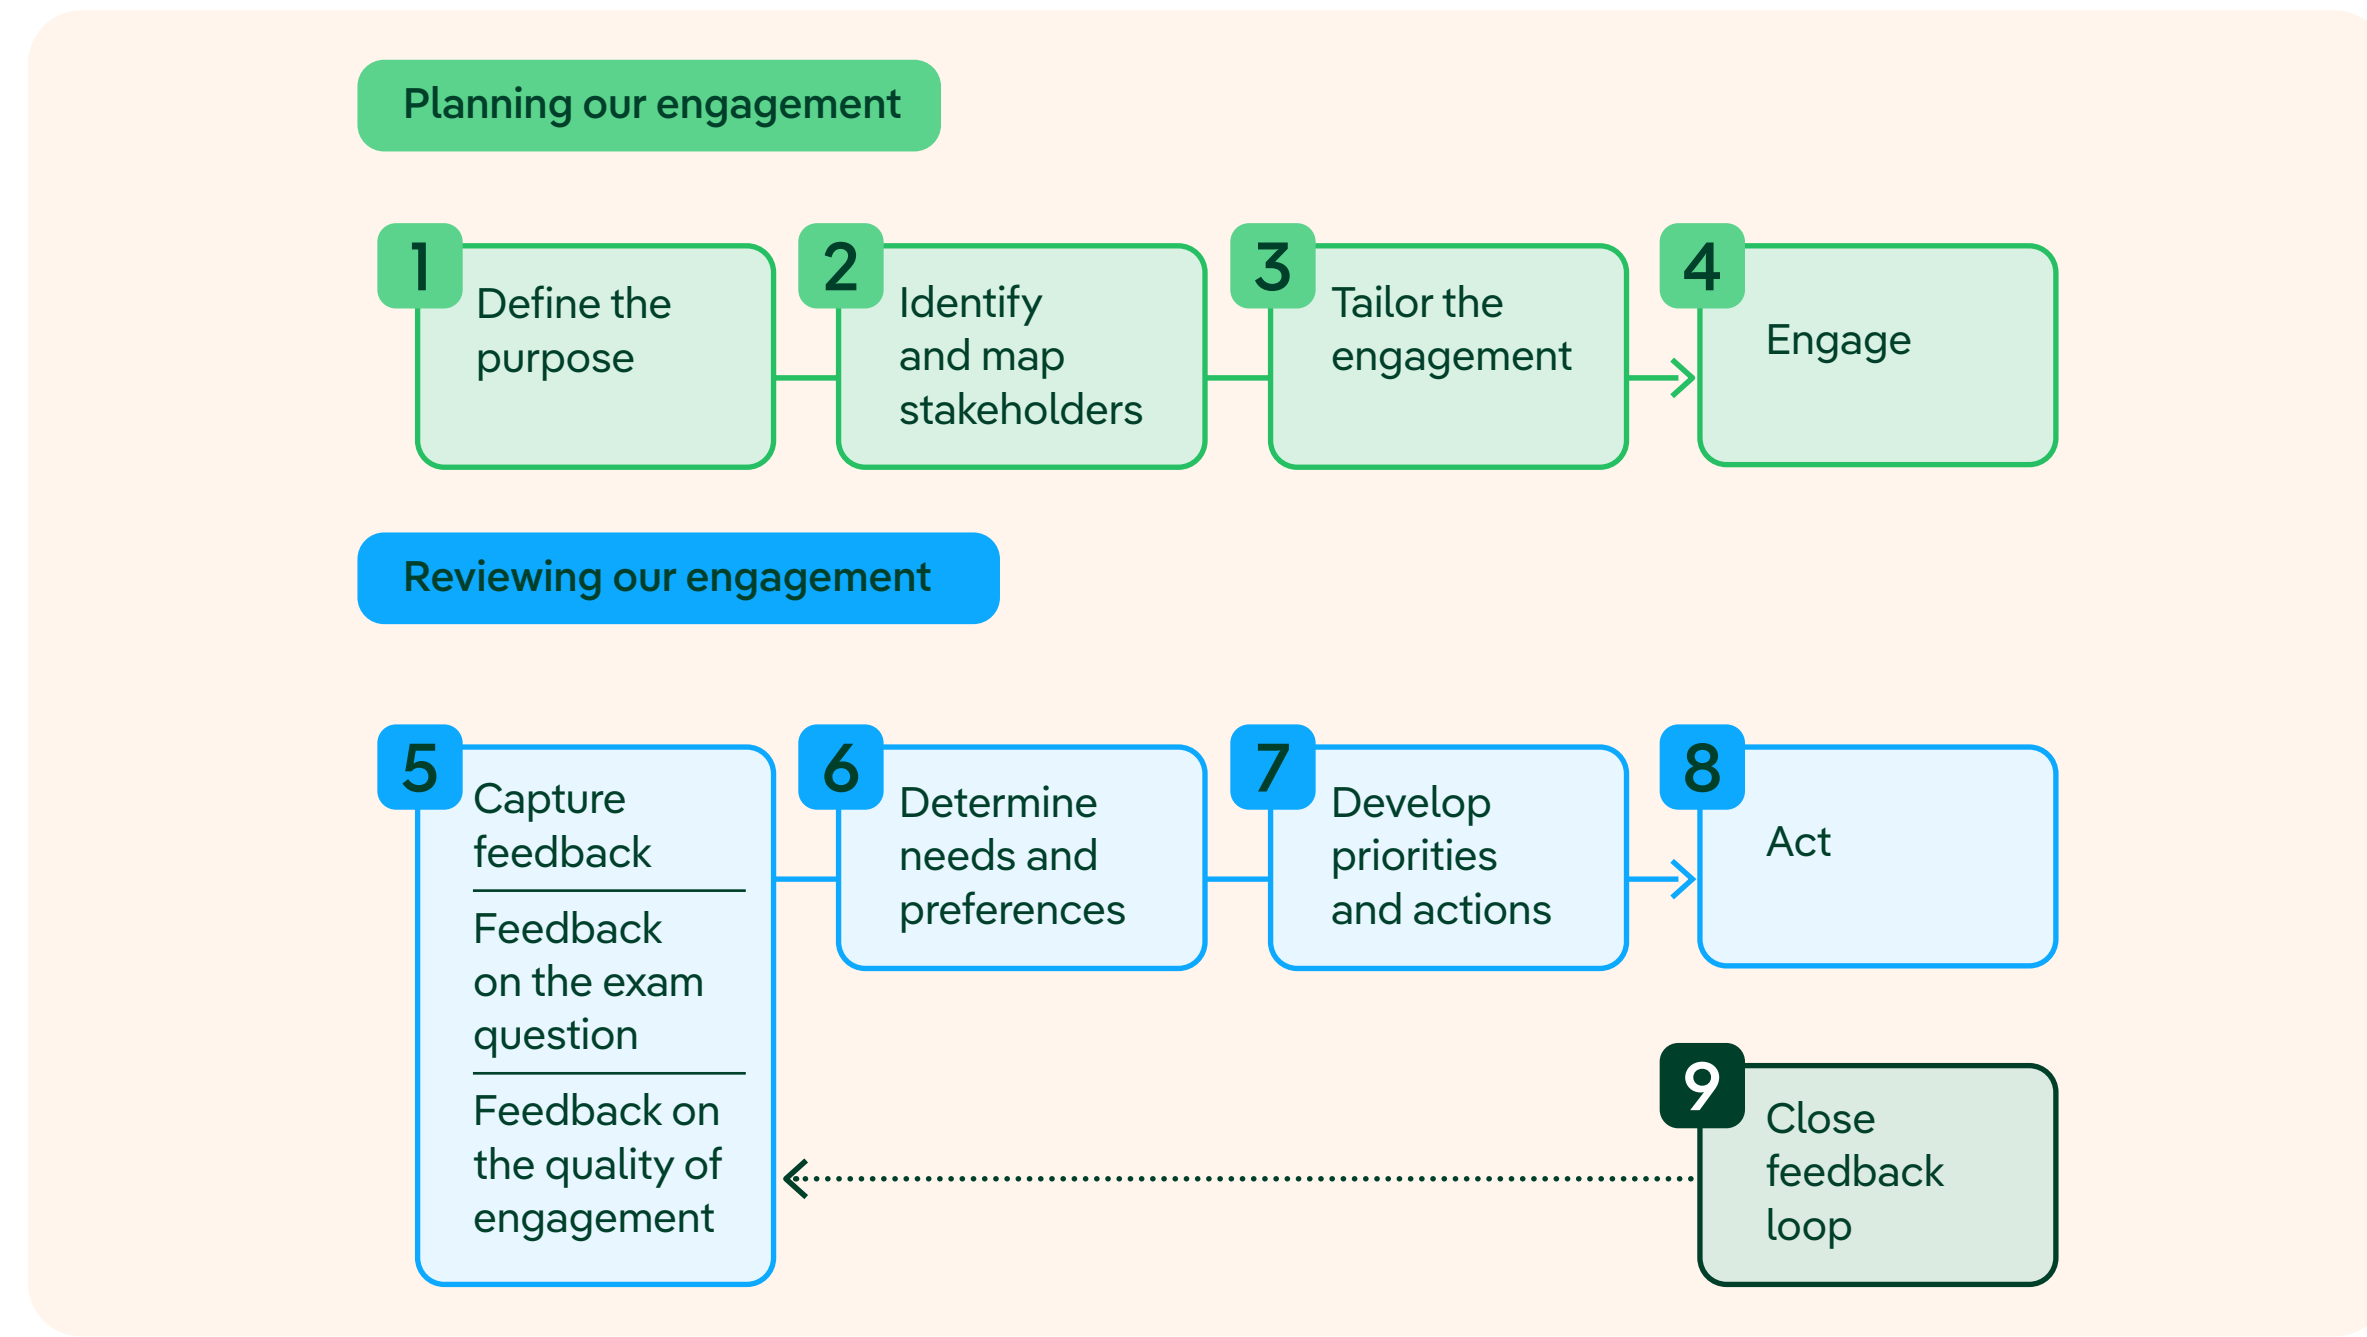 Planning our engagement
1
Define the
purpose
2
Identify
and map
stakeholders
3
Tailor the
engagement
4
Engage
Reviewing our engagement
5
Capture
feedback
Feedback
on the exam
question
Feedback on
the quality of
engagement
6
Determine
needs and
preferences
7
Develop
priorities
and actions
8
Act
9
Close
feedback
loop